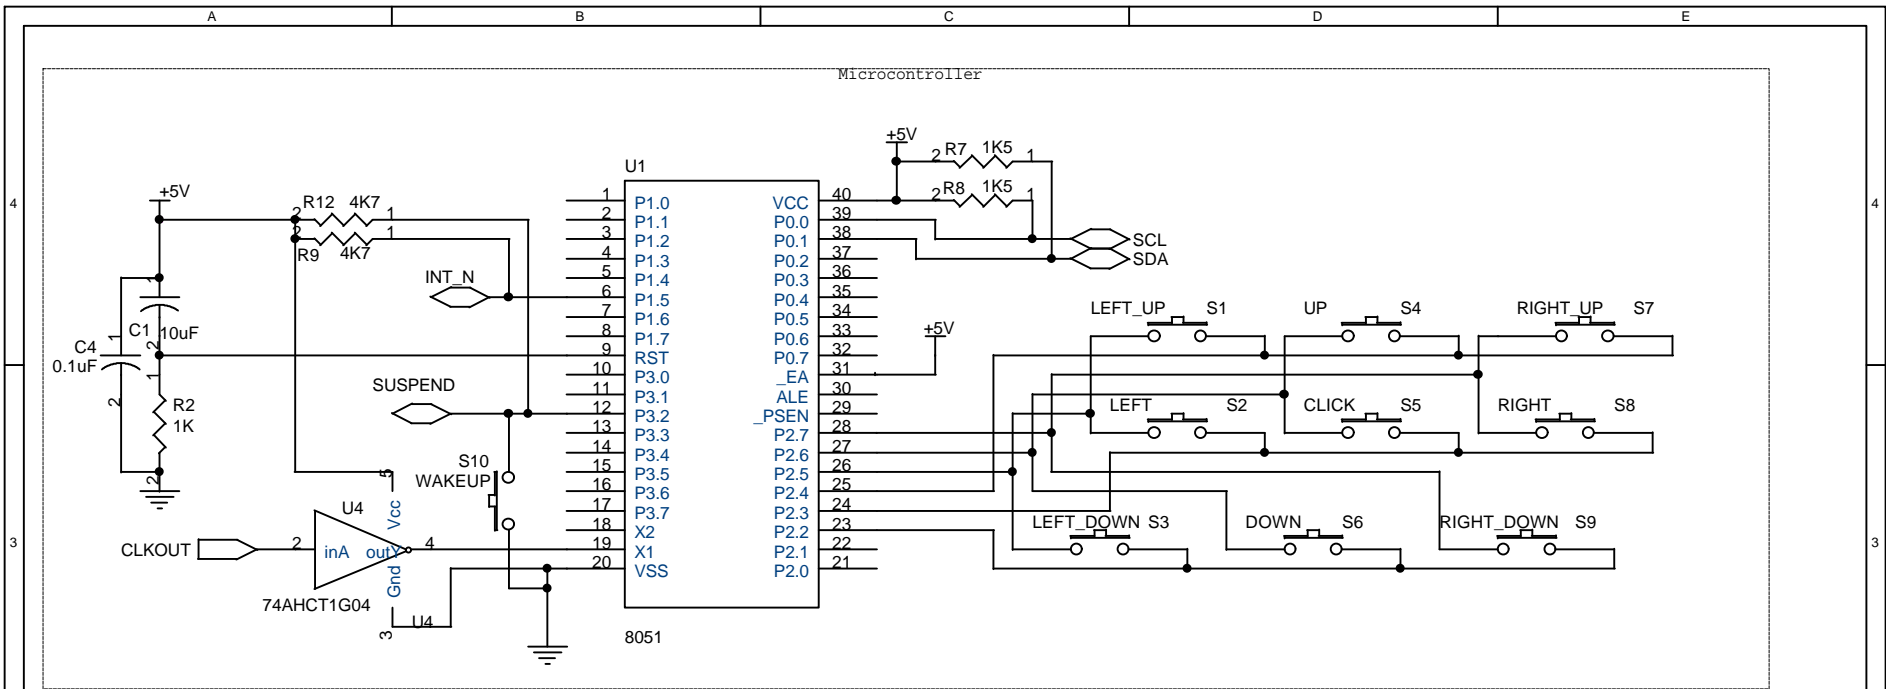 A B C D E
Microcontroller
4
4
3
3
+5V
R12 4K7
2 1
2 1
R9 4K7
INT_N
1
C1 10uF
2
1
C4
0.1uF
2
1
R2
1K
2
SUSPEND
S10
WAKEUP
5
U4
Vcc
CLKOUT
2 inA outY 4
Gnd
74AHCT1G04
3
U4
U1
1 P1.0 VCC 40
2 P1.1 P0.0 39
3 P1.2 P0.1 38
4 P1.3 P0.2 37
5 P1.4 P0.3 36
6 P1.5 P0.4 35
7 P1.6 P0.5 34
8 P1.7 P0.6 33
9 RST P0.7 32
10 P3.0 _EA 31
11 P3.1 ALE 30
12 P3.2 _PSEN 29
13 P3.3 P2.7 28
14 P3.4 P2.6 27
15 P3.5 P2.5 26
16 P3.6 P2.4 25
17 P3.7 P2.3 24
18 X2 P2.2 23
19 X1 P2.1 22
20 VSS P2.0 21
8051
+5V
2 R7 1K5 1
2 R8 1K5 1
SCL
SDA
+5V
LEFT_UP S1 UP S4 RIGHT_UP S7
LEFT S2 CLICK S5 RIGHT S8
LEFT_DOWN S3 DOWN S6 RIGHT_DOWN S9